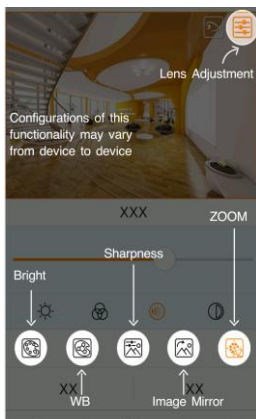 Lens Adjustment
Configurations of this
functionality may vary
from device to device
XXX
ZOOM
Sharpness
Bright
XX
XX
WB
Image Mirror